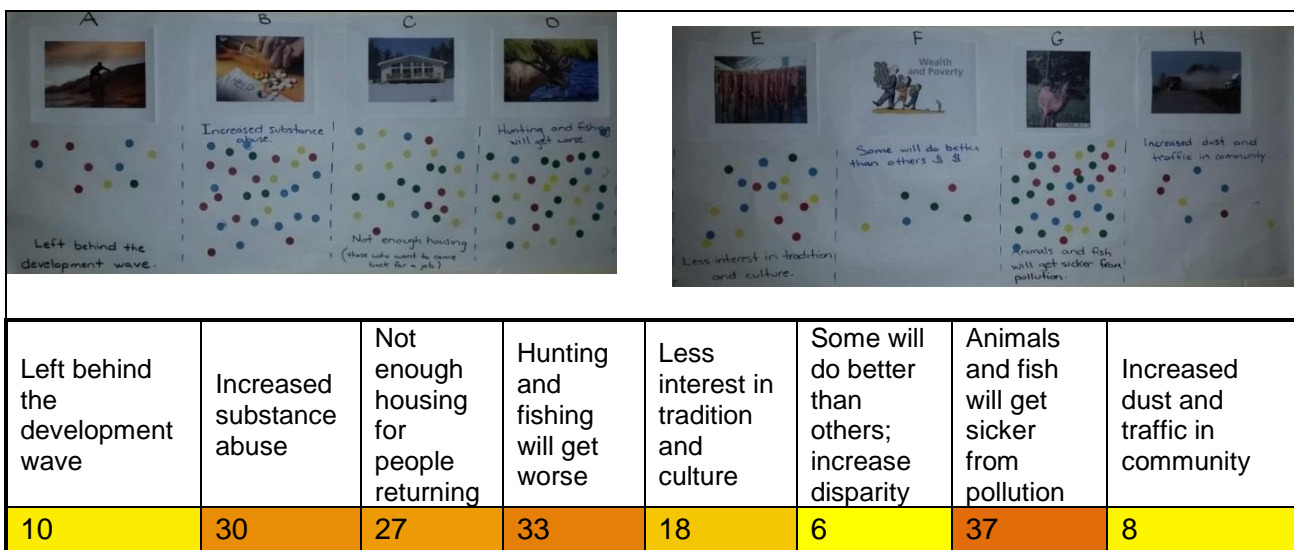 A B C D
Increased substance
abuse.
Hunting and fishing
will get worse.
Left behind the
development wave.
Not enough housing
(those who want to come
back for a job)
E F G H
Wealth
and Poverty
Some will do better
than others $ $
Increased dust and
traffic in community.
Less interest in tradition
and culture.
Animals and fish
will get sicker from
pollution.
Left behind
the
development
wave
Increased
substance
abuse
Not
enough
housing
for
people
returning
Hunting
and
fishing
will get
worse
Less
interest in
tradition
and
culture
Some will
do better
than
others;
increase
disparity
Animals
and fish
will get
sicker
from
pollution
Increased
dust and
traffic in
community
10 30 27 33 18 6 37 8